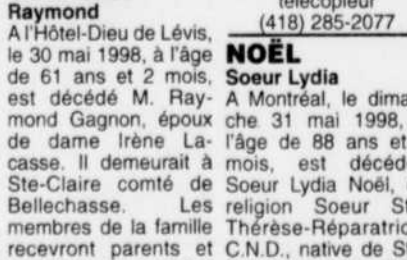 Raymond
A l'Hôtel-Dieu de Lévis,
le 30 mai 1998, à l'âge
de 61 ans et 2 mois,
est décédé M. Ray-
mond Gagnon, époux
de dame Irène La-
casse. Il demeurait à
Ste-Claire comté de
Bellechasse. Les
membres de la famille
recevront parents et
télécopieur
(418) 285-2077
NOËL
Soeur Lydia
A Montréal, le dima
che 31 mai 1998,
l'âge de 88 ans et
mois, est décéd
Soeur Lydia Noël,
religion Soeur St
Thérèse-Réparatric
C.N.D., native de S